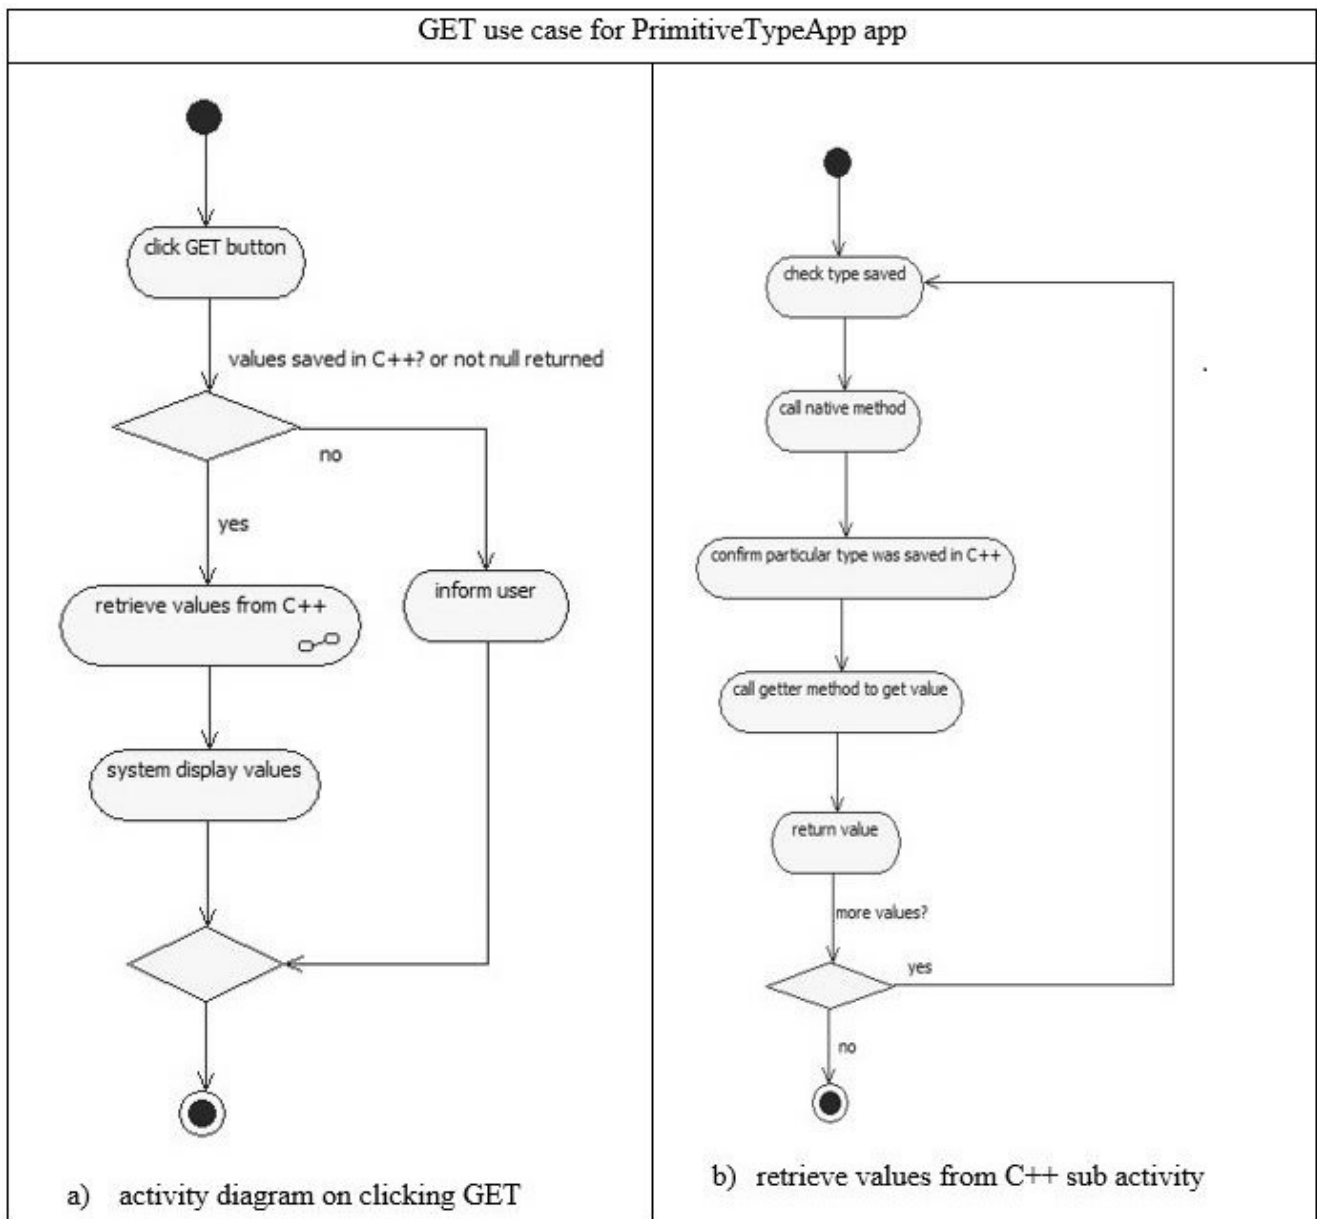 GET use case for PrimitiveTypeApp app
click GET button
values saved in C++? or not null returned
no
yes
retrieve values from C++
inform user
system display values
a) activity diagram on clicking GET
check type saved
call native method
confirm particular type was saved in C++
call getter method to get value
return value
more values?
yes
no
b) retrieve values from C++ sub activity